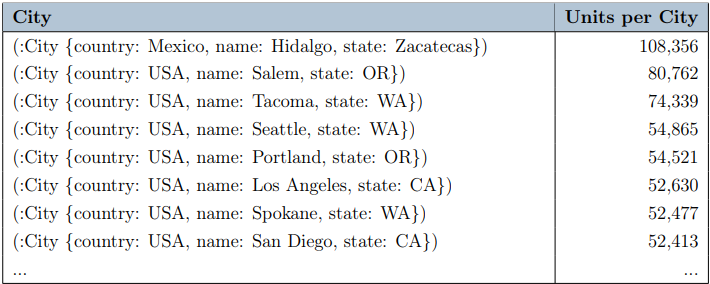 City Units per City
(:City {country: Mexico, name: Hidalgo, state: Zacatecas}) 108,356
(:City {country: USA, name: Salem, state: OR}) 80,762
(:City {country: USA, name: Tacoma, state: WA}) 74,339
(:City {country: USA, name: Seattle, state: WA}) 54,865
(:City {country: USA, name: Portland, state: OR}) 54,521
(:City {country: USA, name: Los Angeles, state: CA}) 52,630
(:City {country: USA, name: Spokane, state: WA}) 52,477
(:City {country: USA, name: San Diego, state: CA}) 52,413
... ...